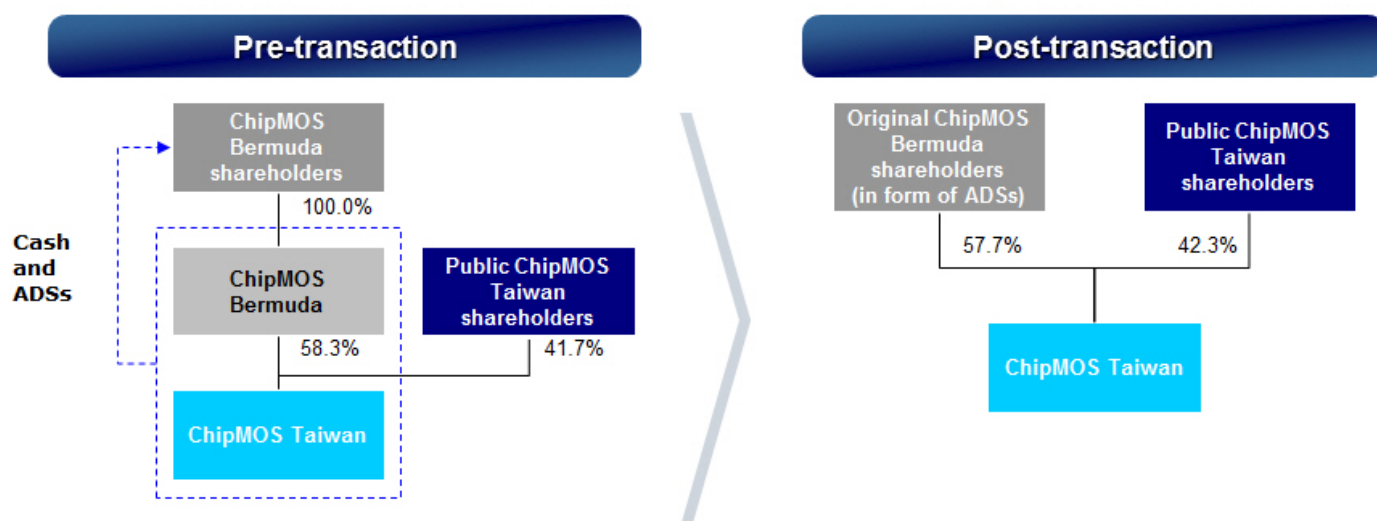 Pre-transaction
ChipMOS
Bermuda
shareholders
100.0%
Cash
and
ADSs
ChipMOS
Bermuda
Public ChipMOS
Taiwan
shareholders
58.3%
41.7%
ChipMOS Taiwan
Post-transaction
Original ChipMOS
Bermuda
shareholders
(in form of ADSs)
Public ChipMOS
Taiwan
shareholders
57.7%
42.3%
ChipMOS Taiwan